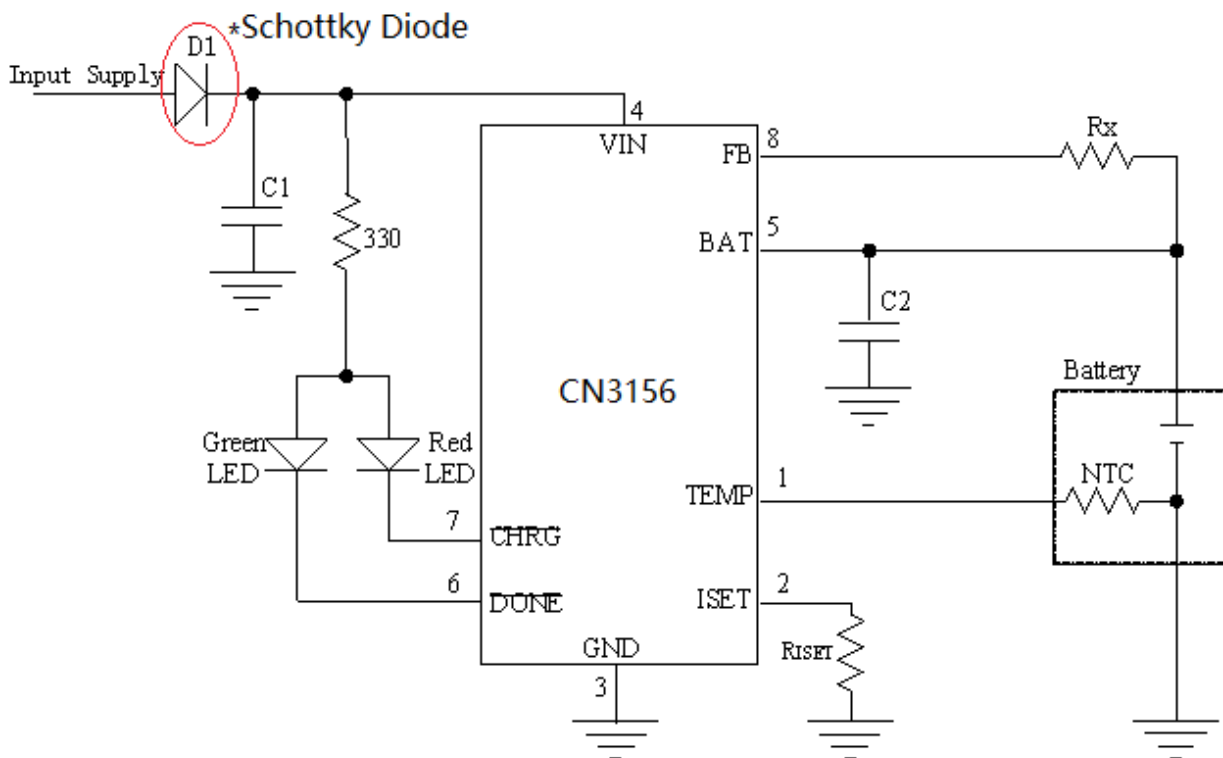 *Schottky Diode
D1
Input Supply
4
VIN
FB
8
Rx
C1
330
BAT
5
C2
CN3156
Battery
Green
LED
Red
LED
TEMP
1
NTC
7
CHRG
6
DONE
ISET
2
RISET
GND
3